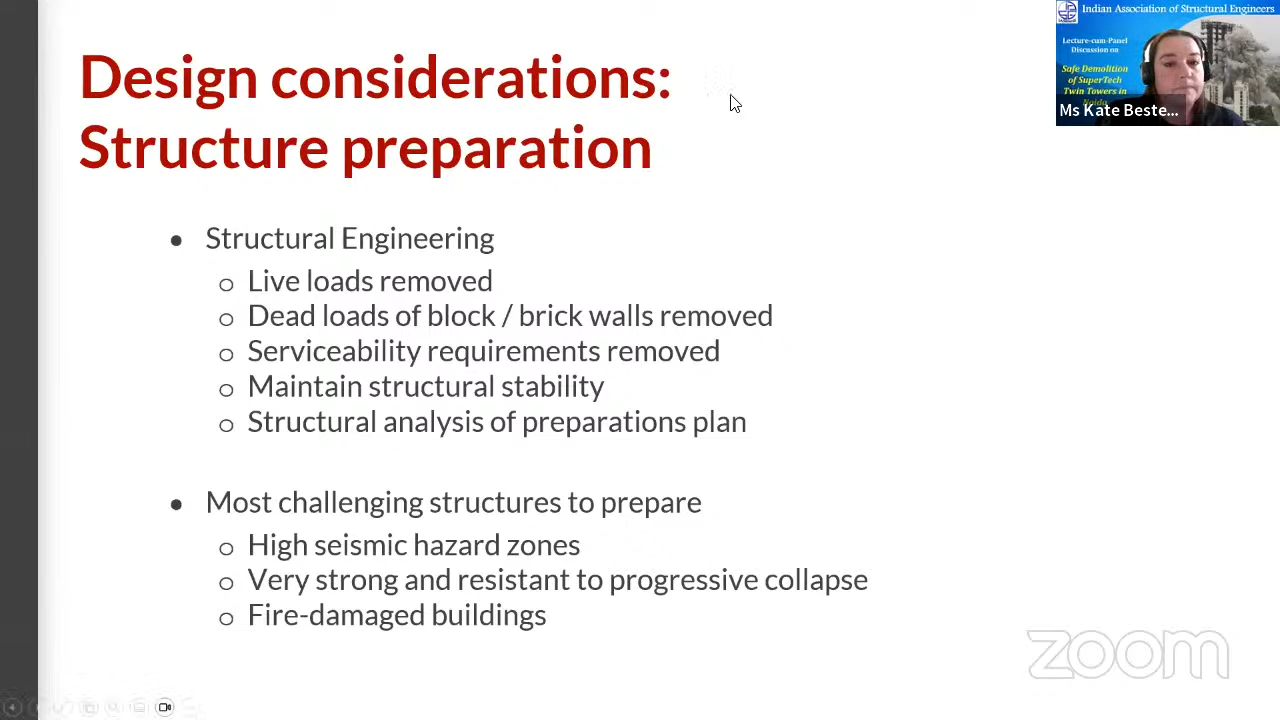 Design considerations:
Structure preparation
• Structural Engineering
o Live loads removed
o Dead loads of block / brick walls removed
o Serviceability requirements removed
o Maintain structural stability
o Structural analysis of preparations plan
• Most challenging structures to prepare
o High seismic hazard zones
o Very strong and resistant to progressive collapse
o Fire-damaged buildings
Indian Association of Structural Engineers
Lecture-cum-Panel
Discussion on
Safe Demolition
of SuperTech
Twin Towers in
Noida
Ms Kate Beste...
zoom